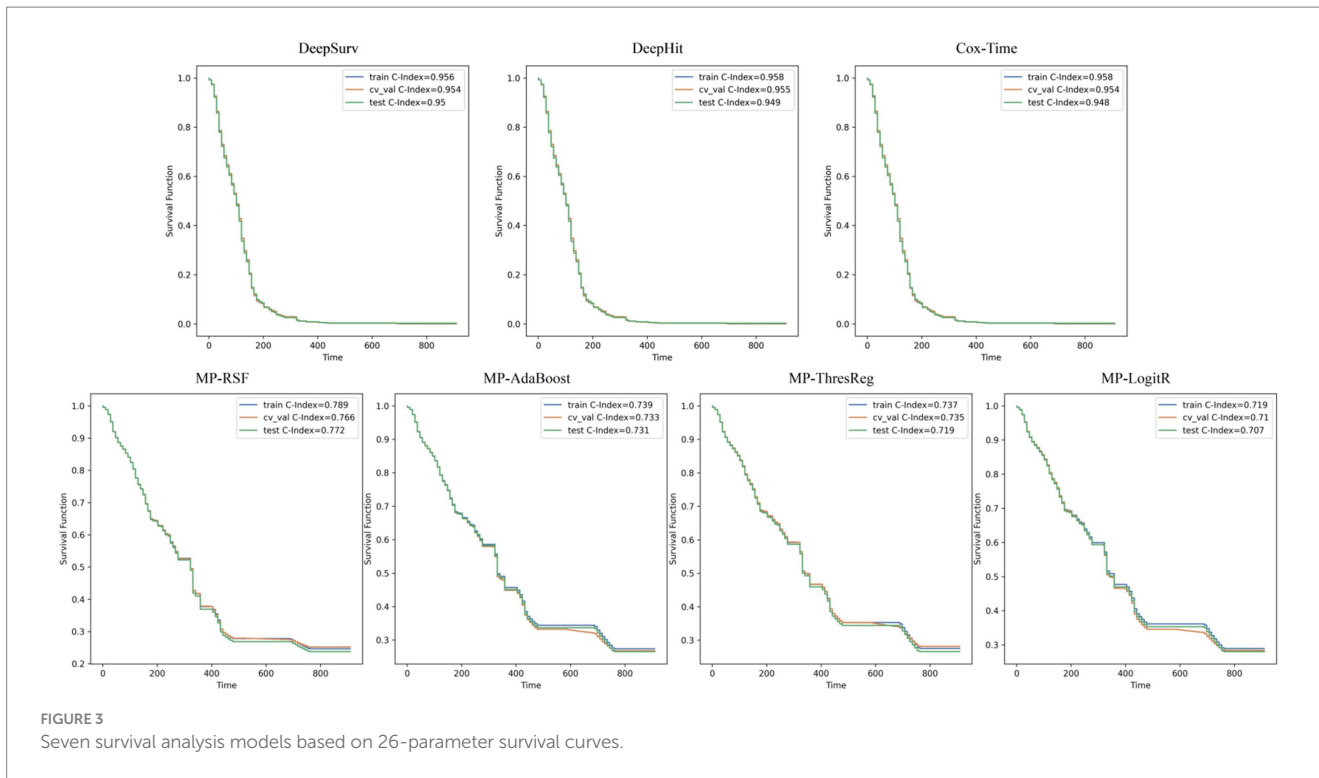 DeepSurv
train C-Index=0.956
cv_val C-Index=0.954
test C-Index=0.95
1.0
0.8
0.6
0.4
0.2
0.0
Survival Function
0 200 400 600 800
Time
DeepHit
train C-Index=0.958
cv_val C-Index=0.955
test C-Index=0.949
1.0
0.8
0.6
0.4
0.2
0.0
Survival Function
0 200 400 600 800
Time
Cox-Time
train C-Index=0.958
cv_val C-Index=0.954
test C-Index=0.948
1.0
0.8
0.6
0.4
0.2
0.0
Survival Function
0 200 400 600 800
Time
MP-RSF
train C-Index=0.789
cv_val C-Index=0.766
test C-Index=0.772
1.0
0.9
0.8
0.7
0.6
0.5
0.4
0.3
0.2
Survival Function
0 200 400 600 800
Time
MP-AdaBoost
train C-Index=0.739
cv_val C-Index=0.733
test C-Index=0.731
1.0
0.9
0.8
0.7
0.6
0.5
0.4
0.3
Survival Function
0 200 400 600 800
Time
MP-ThresReg
train C-Index=0.737
cv_val C-Index=0.735
test C-Index=0.719
1.0
0.9
0.8
0.7
0.6
0.5
0.4
0.3
Survival Function
0 200 400 600 800
Time
MP-LogitR
train C-Index=0.719
cv_val C-Index=0.71
test C-Index=0.707
1.0
0.9
0.8
0.7
0.6
0.5
0.4
0.3
Survival Function
0 200 400 600 800
Time
FIGURE 3
Seven survival analysis models based on 26-parameter survival curves.